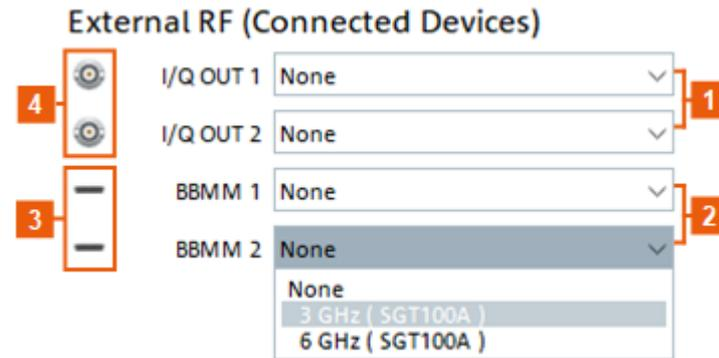 External RF (Connected Devices)
4
I/Q OUT 1 None
1
I/Q OUT 2 None
3
BBMM 1 None
2
BBMM 2 None
None
3 GHz ( SGT100A )
6 GHz ( SGT100A )